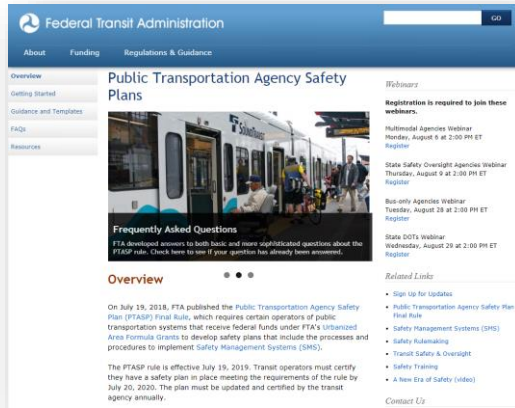 Federal Transit Administration
GO
About Funding Regulations & Guidance
Overview
Getting Started
Guidance and Templates
FAQs
Resources
Public Transportation Agency Safety
Plans
SOUNDTRANSIT
Frequently Asked Questions
FTA developed answers to both basic and more sophisticated questions about the
PTASP rule. Check here to see if your question has already been answered.
Overview
On July 19, 2018, FTA published the Public Transportation Agency Safety
Plan (PTASP) Final Rule, which requires certain operators of public
transportation systems that receive federal funds under FTA's Urbanized
Area Formula Grants to develop safety plans that include the processes and
procedures to implement Safety Management Systems (SMS).
The PTASP rule is effective July 19, 2019. Transit operators must certify
they have a safety plan in place meeting the requirements of the rule by
July 20, 2020. The plan must be updated and certified by the transit
agency annually.
Webinars
Registration is required to join these
webinars.
Multimodal Agencies Webinar
Monday, August 6 at 2:00 PM ET
Register
State Safety Oversight Agencies Webinar
Thursday, August 9 at 2:00 PM ET
Register
Bus-only Agencies Webinar
Tuesday, August 28 at 2:00 PM ET
Register
State DOTs Webinar
Wednesday, August 29 at 2:00 PM ET
Register
Related Links
• Sign Up for Updates
• Public Transportation Agency Safety Plan
Final Rule
• Safety Management Systems (SMS)
• Safety Rulemaking
• Transit Safety & Oversight
• Safety Training
• A New Era of Safety (video)
Contact Us